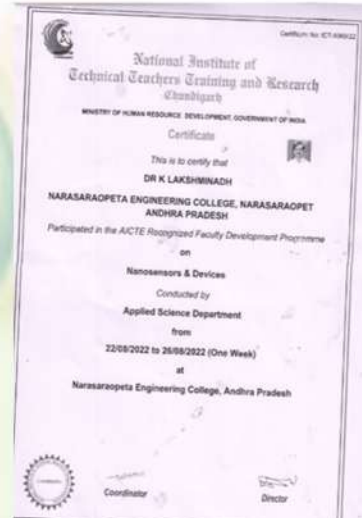 National Institute of
Technical Teachers Training and Research
Chandigarh
MINISTRY OF HUMAN RESOURCE DEVELOPMENT, GOVERNMENT OF INDIA
Certificate
This is to certify that
DR K LAKSHMINADH
NARASARAOPETA ENGINEERING COLLEGE, NARASARAOPET
ANDHRA PRADESH
Participated in the AICTE Recognized Faculty Development Programme
on
Nanosensors & Devices
Conducted by
Applied Science Department
from
22/08/2022 to 26/08/2022 (One Week)
at
Narasaraopeta Engineering College, Andhra Pradesh
Coordinator
Director